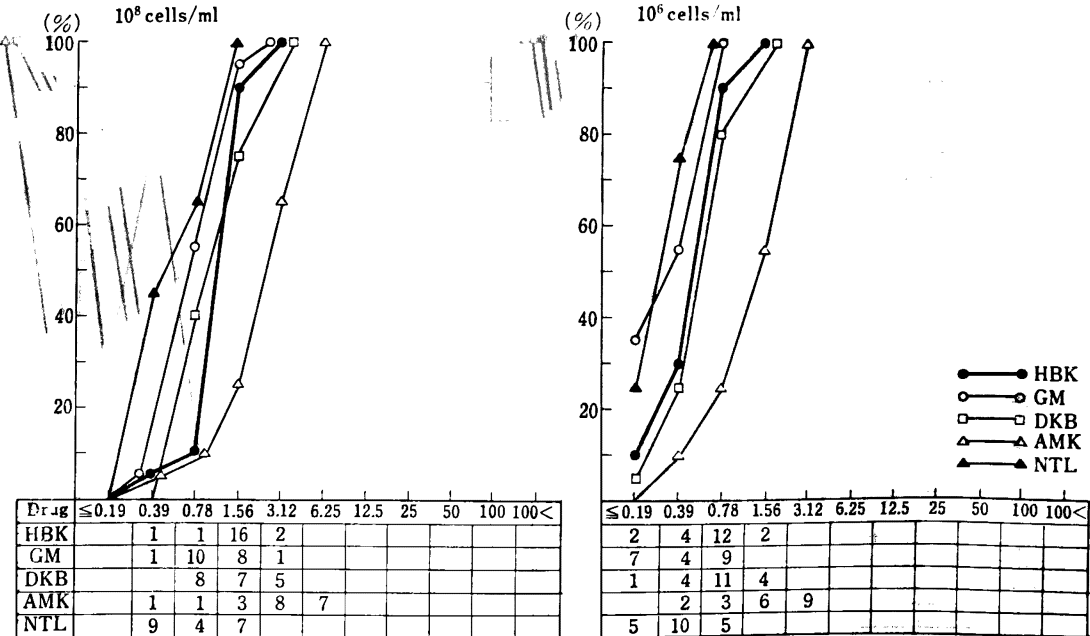 (%) 10⁸ cells/ml
100
80
60
40
20
Drug ≦0.19 0.39 0.78 1.56 3.12 6.25 12.5 25 50 100 100<
HBK 1 1 16 2
GM 1 10 8 1
DKB 8 7 5
AMK 1 1 3 8 7
NTL 9 4 7
(%) 10⁶ cells/ml
100
80
60
40
20
HBK
GM
DKB
AMK
NTL
≦0.19 0.39 0.78 1.56 3.12 6.25 12.5 25 50 100 100<
2 4 12 2
7 4 9
1 4 11 4
2 3 6 9
5 10 5